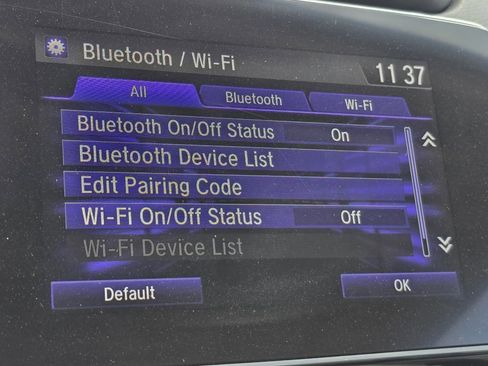 Bluetooth / Wi-Fi
11 37
All Bluetooth Wi-Fi
Bluetooth On/Off Status On
Bluetooth Device List
Edit Pairing Code
Wi-Fi On/Off Status Off
Wi-Fi Device List
Default OK